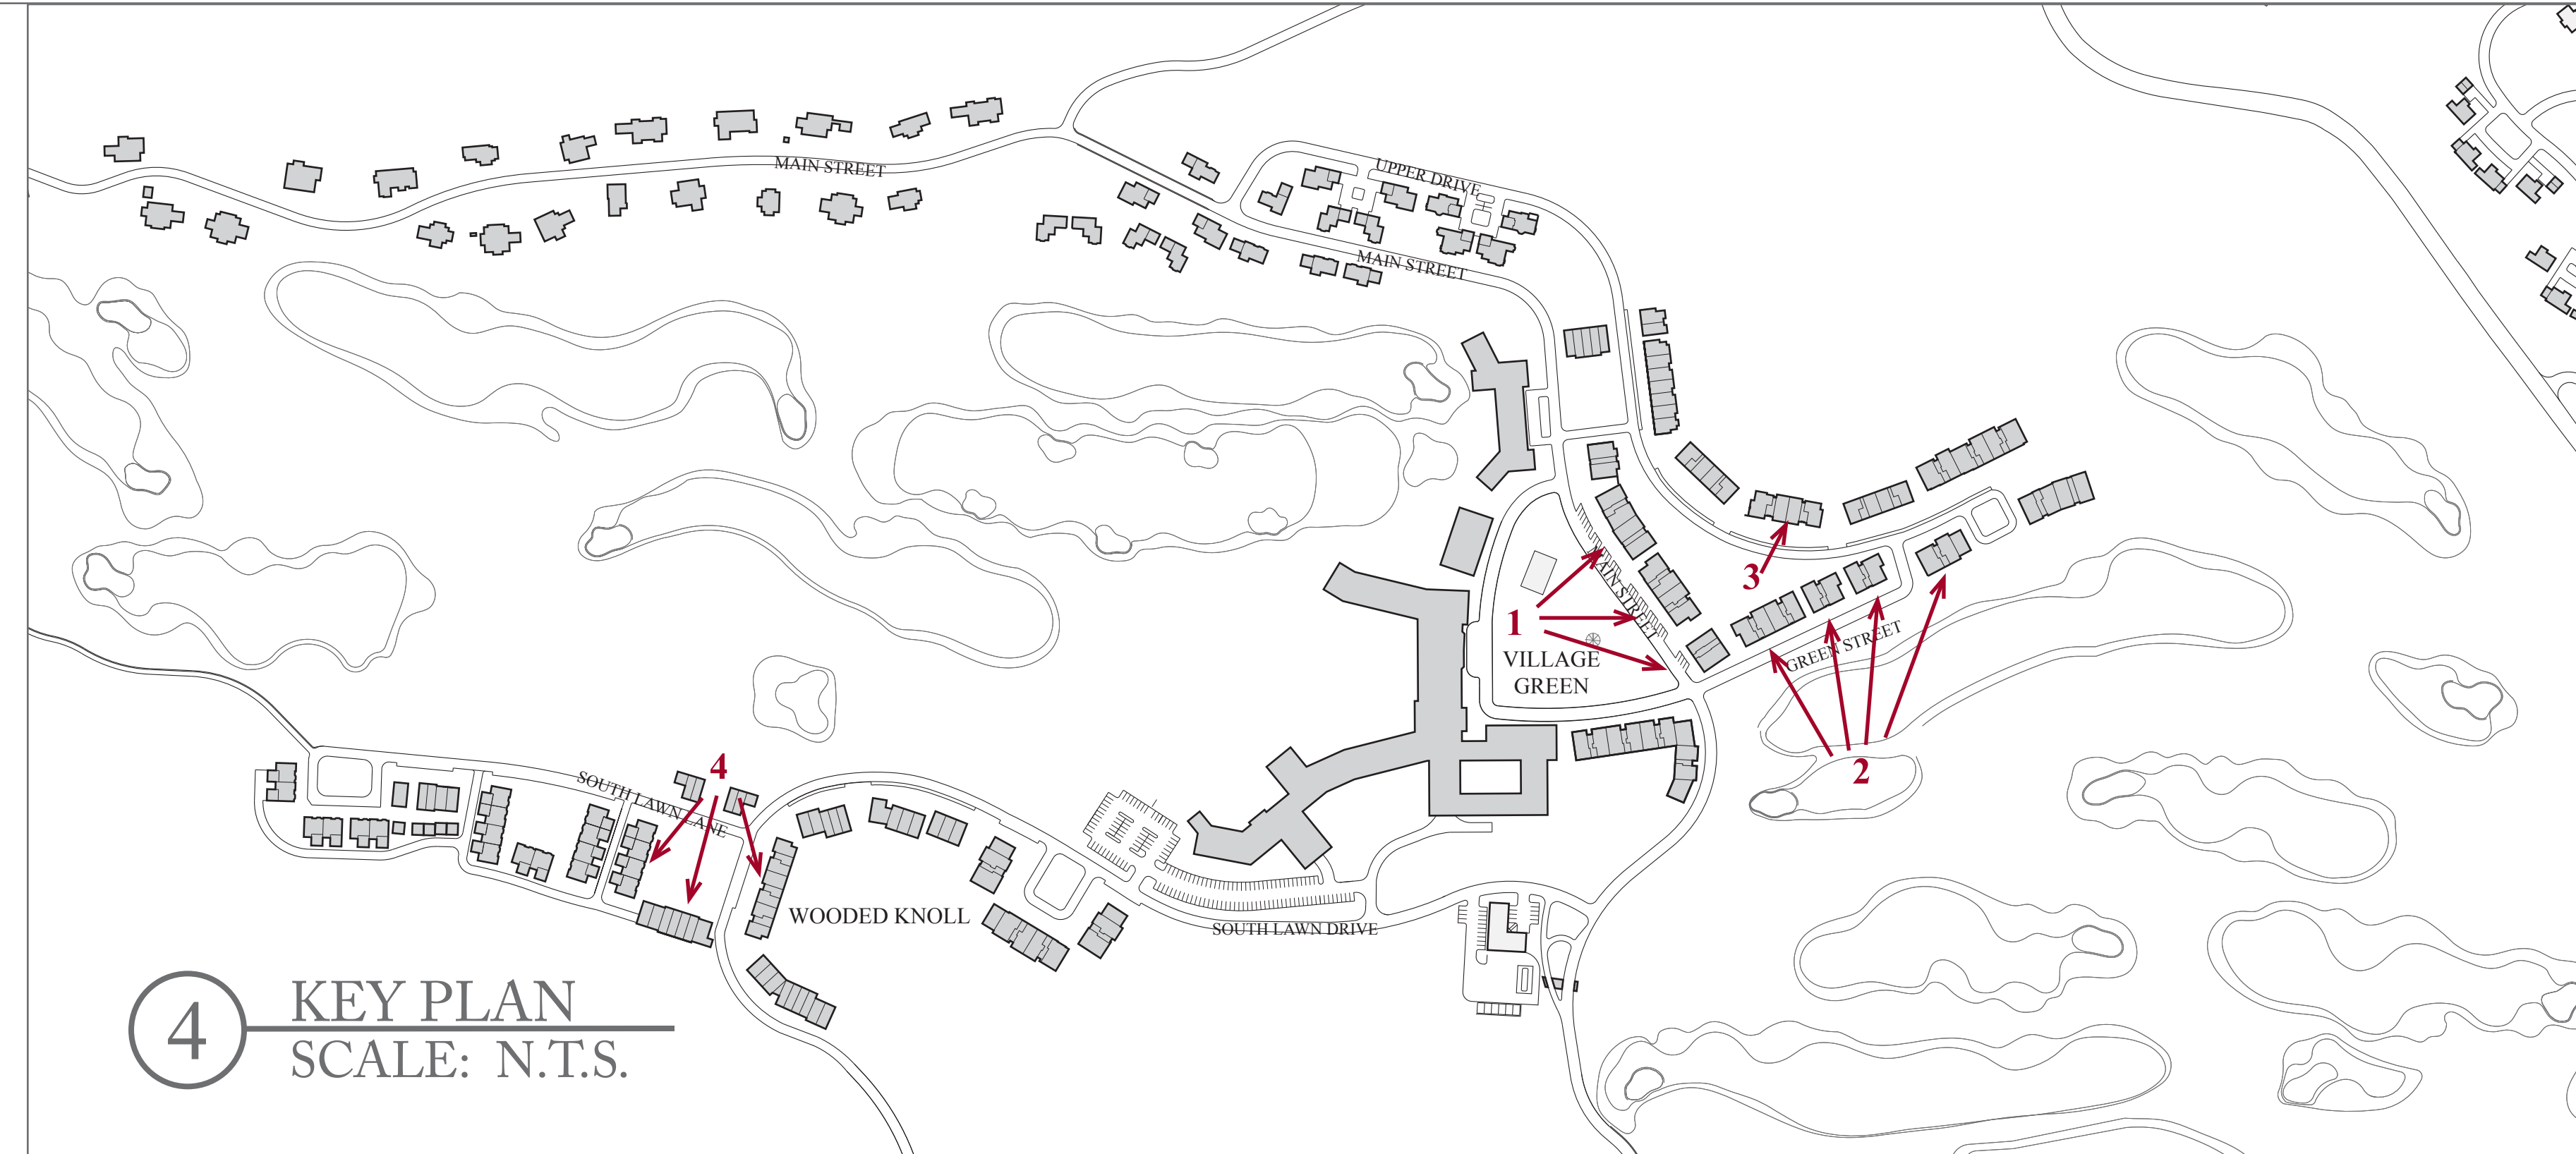 MAIN STREET
UPPER DRIVE
MAIN STREET
MAIN STREET
1
3
VILLAGE
GREEN
GREEN STREET
2
4
SOUTH LAWN LANE
WOODED KNOLL
SOUTH LAWN DRIVE
4
KEY PLAN
SCALE: N.T.S.